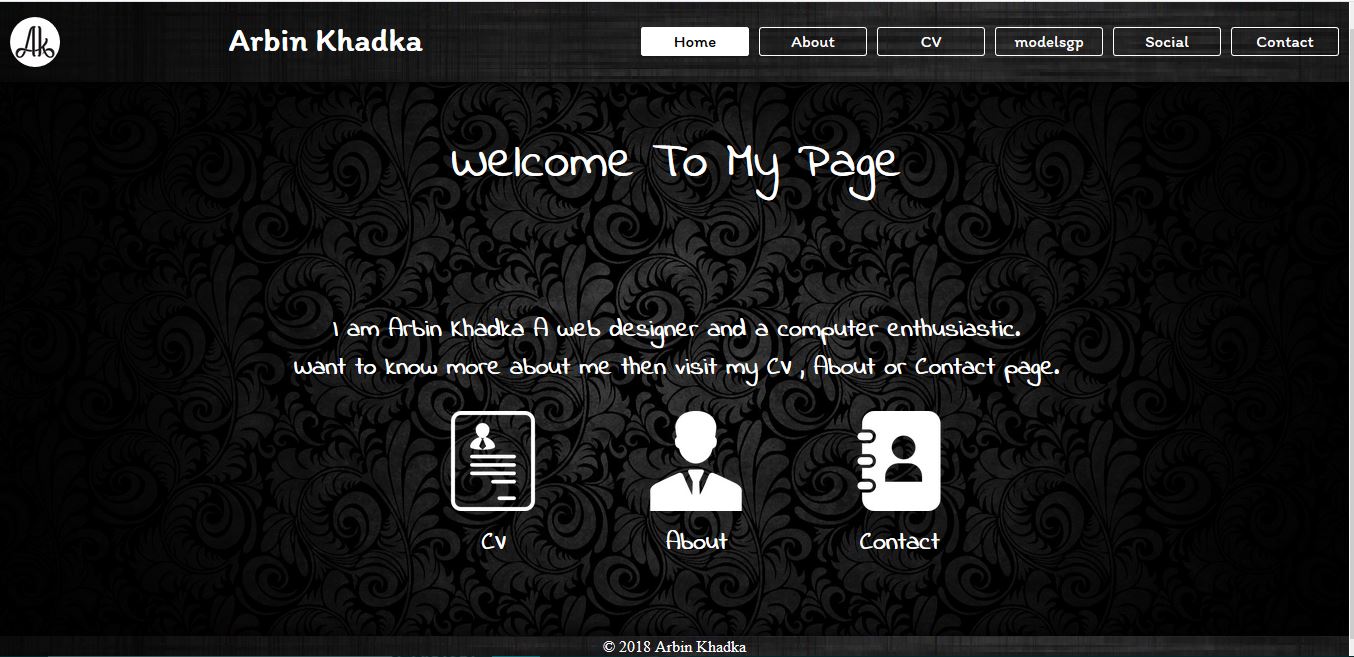 Ak
Arbin Khadka
Home
About
CV
modelsgp
Social
Contact
Welcome To My Page
I am Arbin Khadka A web designer and a computer enthusiastic.
Want to know more about me then visit my CV , About or Contact page.
CV
About
Contact
© 2018 Arbin Khadka